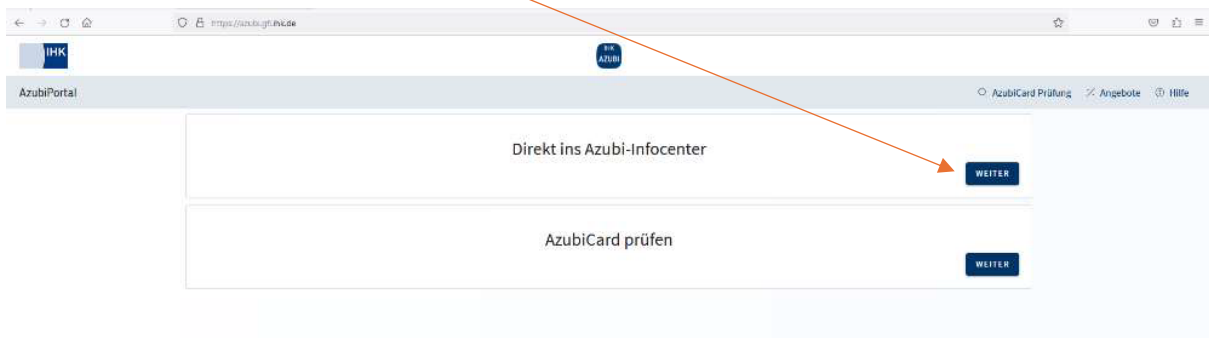 https://azubi.gfi.ihk.de
IHK
IHK
AZUBI
AzubiPortal
AzubiCard Prüfung Angebote Hilfe
Direkt ins Azubi-Infocenter
WEITER
AzubiCard prüfen
WEITER